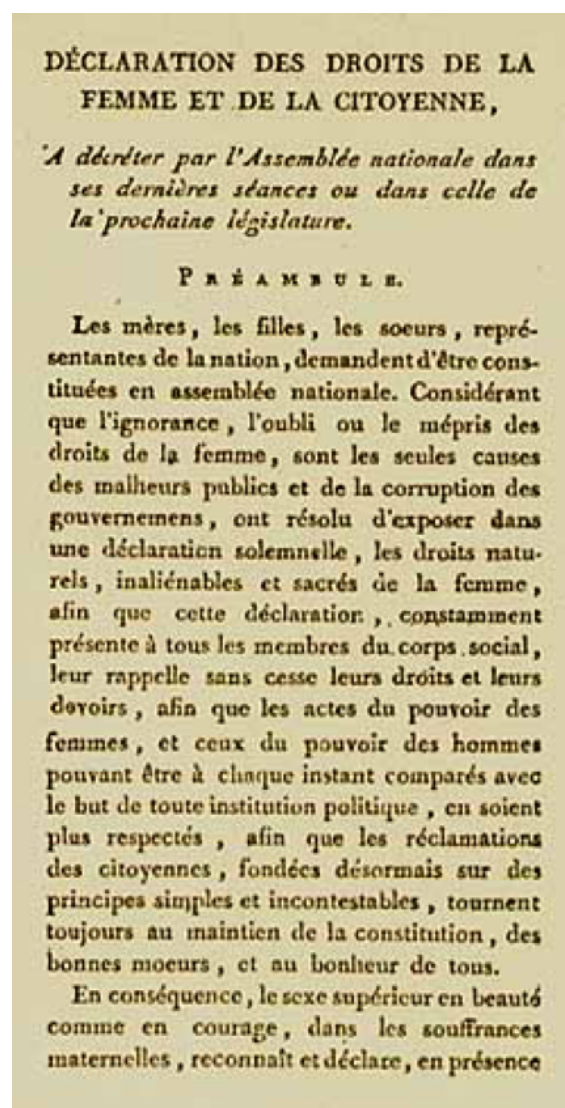 DÉCLARATION DES DROITS DE LA
FEMME ET DE LA CITOYENNE,
A décréter par l'Assemblée nationale dans
ses dernières séances ou dans celle de
la prochaine législature.
PRÉAMBULE.
Les mères, les filles, les soeurs, repré-
sentantes de la nation, demandent d'être cons-
tituées en assemblée nationale. Considérant
que l'ignorance, l'oubli ou le mépris des
droits de la femme, sont les seules causes
des malheurs publics et de la corruption des
gouvernemens, ont résolu d'exposer dans
une déclaration solemnelle, les droits natu-
rels, inaliénables et sacrés de la femme,
afin que cette déclaration, constamment
présente à tous les membres du corps social,
leur rappelle sans cesse leurs droits et leurs
devoirs, afin que les actes du pouvoir des
femmes, et ceux du pouvoir des hommes
pouvant être à chaque instant comparés avec
le but de toute institution politique, en soient
plus respectés, afin que les réclamations
des citoyennes, fondées désormais sur des
principes simples et incontestables, tournent
toujours au maintien de la constitution, des
bonnes moeurs, et au bonheur de tous.
En conséquence, le sexe supérieur en beauté
comme en courage, dans les souffrances
maternelles, reconnaît et déclare, en présence